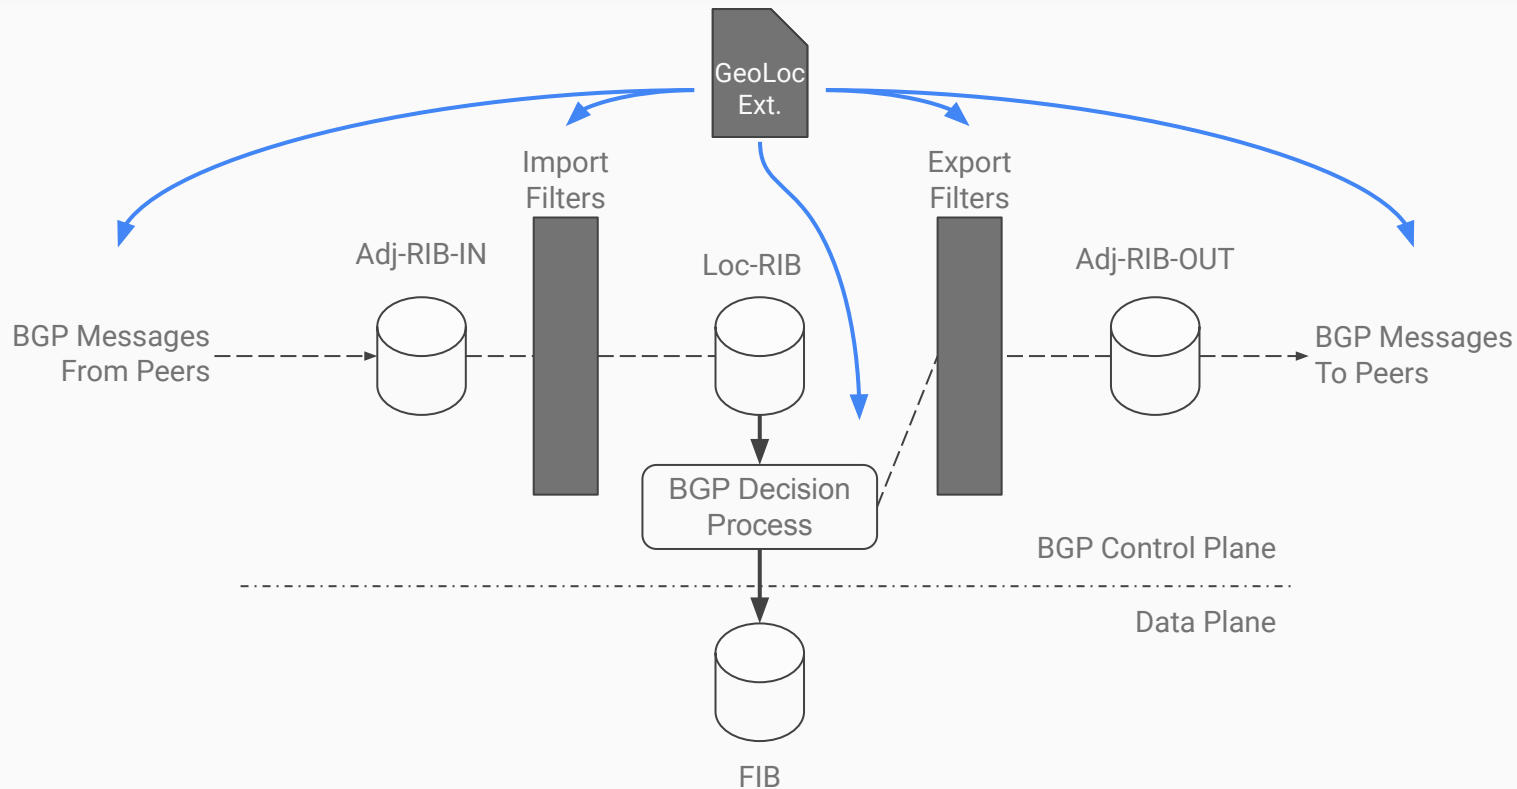 GeoLoc
Ext.
Import
Filters
Export
Filters
Adj-RIB-IN
Loc-RIB
Adj-RIB-OUT
BGP Messages
From Peers
BGP Messages
To Peers
BGP Decision
Process
BGP Control Plane
Data Plane
FIB